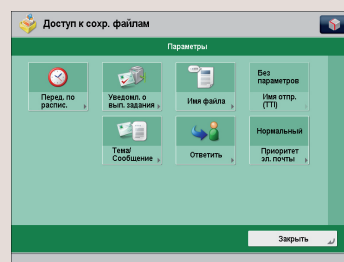 Доступ к сохр. файлам
Параметры
Перед. по
распис.
Уведомл. о
вып. задания
Имя файла
Без
параметров
Имя отпр.
(TTI)
Тема/
Сообщение
Ответить
Нормальный
Приоритет
эл. почты
Закрыть